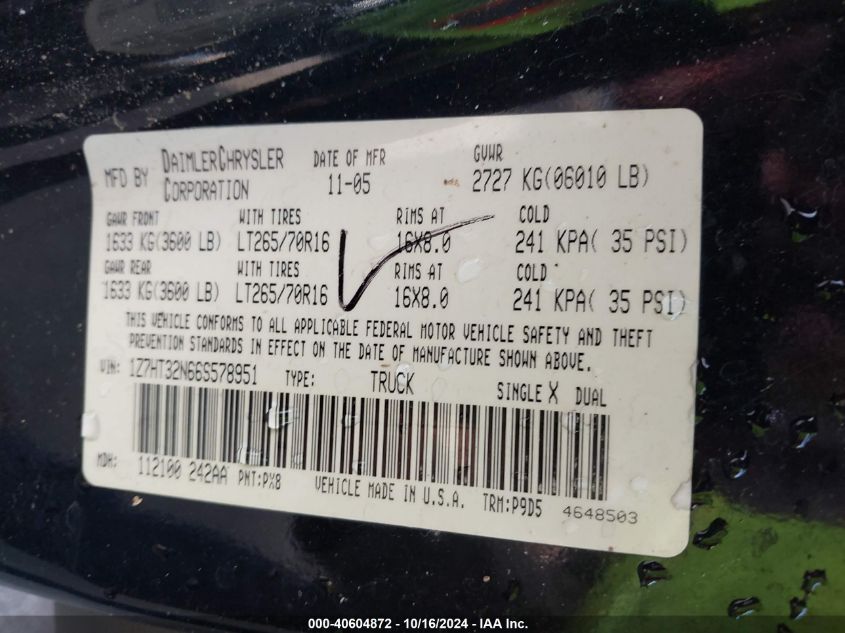 MFD BY DAIMLERCHRYSLER CORPORATION DATE OF MFR 11-05 GVWR 2727 KG(06010 LB)
GAWR FRONT WITH TIRES RIMS AT COLD
1633 KG(3600 LB) LT265/70R16 16X8.0 241 KPA( 35 PSI)
GAWR REAR WITH TIRES RIMS AT COLD
1633 KG(3600 LB) LT265/70R16 16X8.0 241 KPA( 35 PSI)
THIS VEHICLE CONFORMS TO ALL APPLICABLE FEDERAL MOTOR VEHICLE SAFETY AND THEFT
PREVENTION STANDARDS IN EFFECT ON THE DATE OF MANUFACTURE SHOWN ABOVE.
VIN: 1Z7HT32N66S578951 TYPE: TRUCK SINGLE X DUAL
MDH: 112100 242AA PNT:PX8 VEHICLE MADE IN U.S.A. TRM:P9D5 4648503
000-40604872 - 10/16/2024 - IAA Inc.